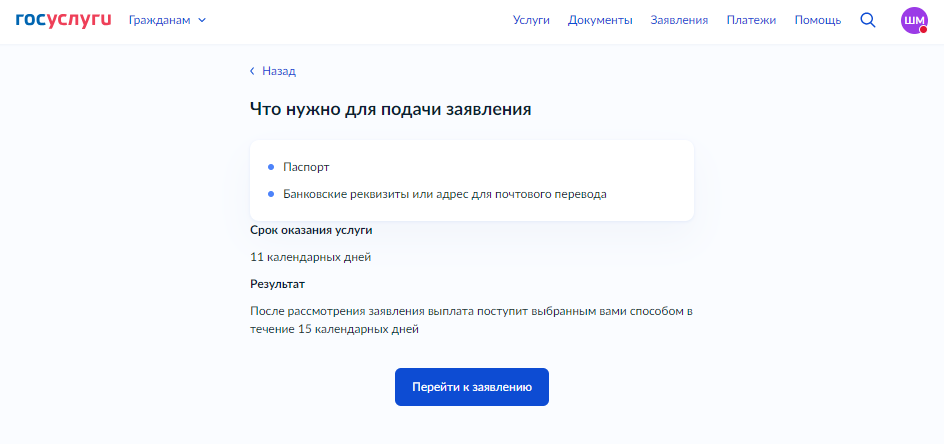 госуслуги Гражданам Услуги Документы Заявления Платежи Помощь ШМ
Назад
Что нужно для подачи заявления
Паспорт
Банковские реквизиты или адрес для почтового перевода
Срок оказания услуги
11 календарных дней
Результат
После рассмотрения заявления выплата поступит выбранным вами способом в
течение 15 календарных дней
Перейти к заявлению